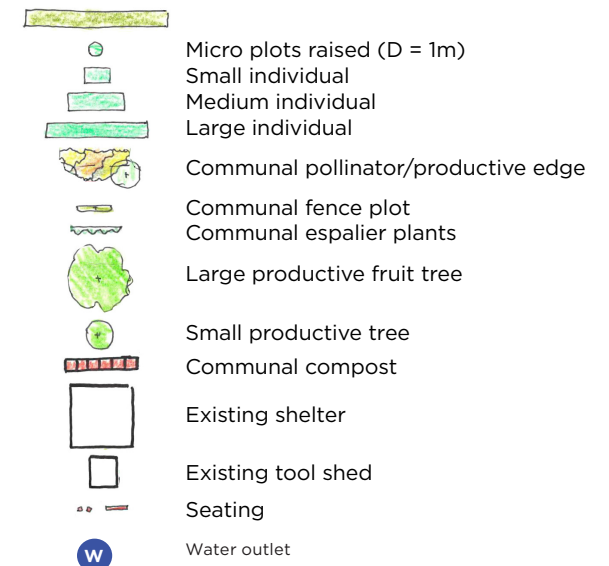 Micro plots raised (D = 1m)
Small individual
Medium individual
Large individual
Communal pollinator/productive edge
Communal fence plot
Communal espalier plants
Large productive fruit tree
Small productive tree
Communal compost
Existing shelter
Existing tool shed
Seating
W Water outlet